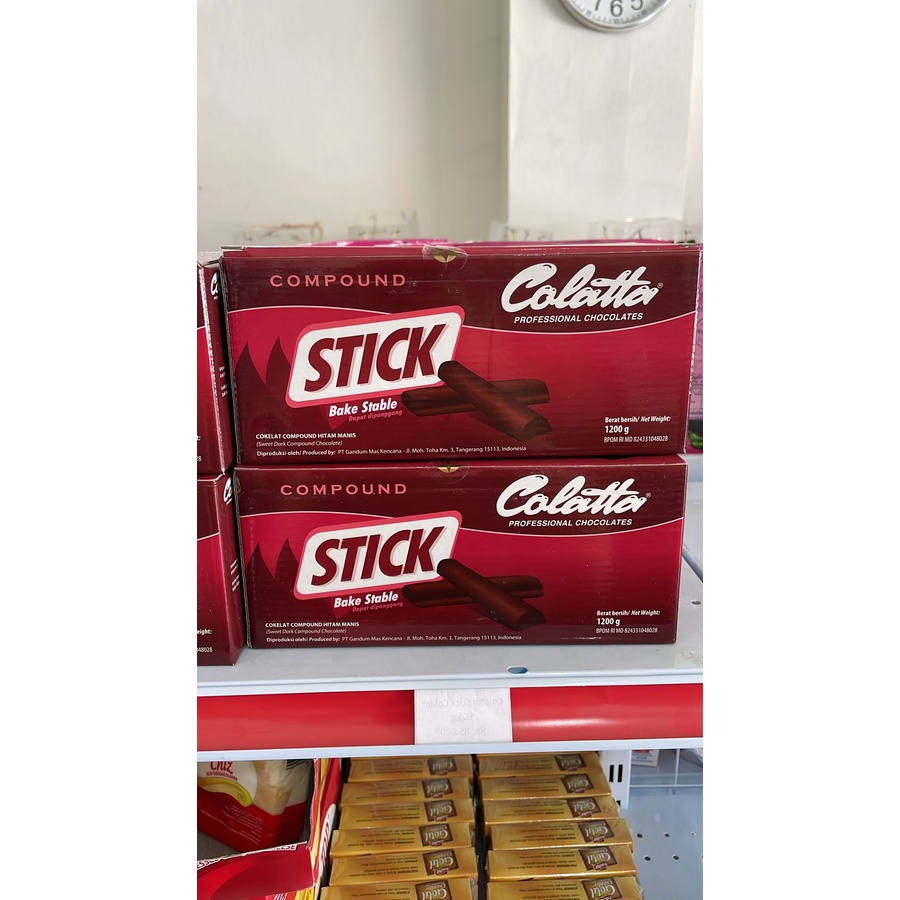 7 6 5
COMPOUND
Colatta®
PROFESSIONAL CHOCOLATES
STICK
Bake Stable
Dapat dipanggang
COKELAT COMPOUND HITAM MANIS
(Sweet Dark Compound Chocolate)
Diproduksi oleh/ Produced by: PT Gandum Mas Kencana - Jl. Moh. Toha Km. 3, Tangerang 15113, Indonesia
Berat bersih/ Net Weight:
1200 g
BPOM RI MD 824331048028
COMPOUND
Colatta®
PROFESSIONAL CHOCOLATES
STICK
Bake Stable
Dapat dipanggang
COKELAT COMPOUND HITAM MANIS
(Sweet Dark Compound Chocolate)
Diproduksi oleh/ Produced by: PT Gandum Mas Kencana - Jl. Moh. Toha Km. 3, Tangerang 15113, Indonesia
Berat bersih/ Net Weight:
1200 g
BPOM RI MD 824331048028
Gold